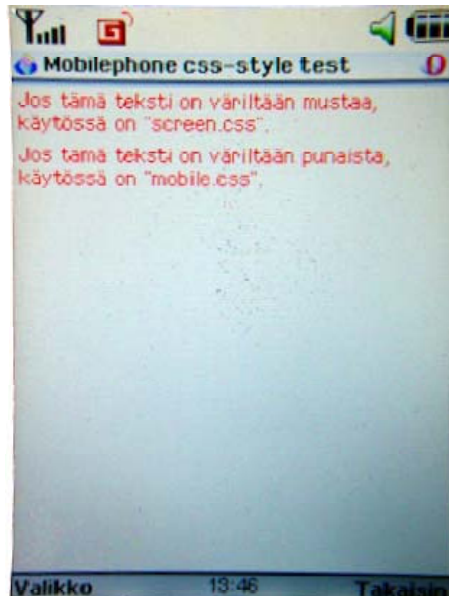 Mobilephone css-style test
Jos tämä teksti on väriltään mustaa,
käytössä on "screen.css".
Jos tämä teksti on väriltään punaista,
käytössä on "mobile.css".
Valikko 13:46 Takaisin